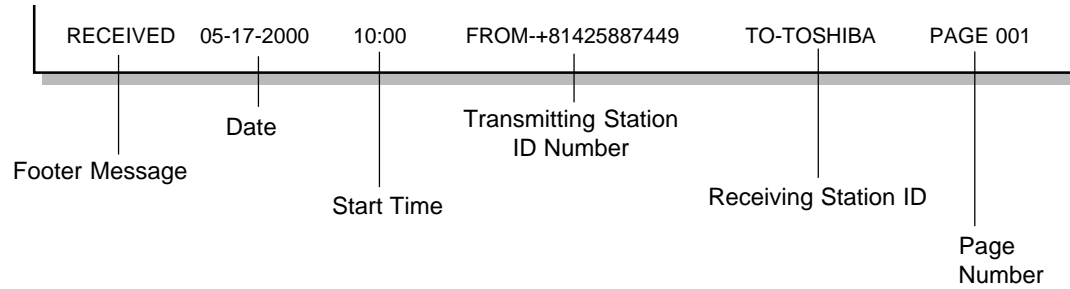 RECEIVED 05-17-2000 10:00 FROM-+81425887449 TO-TOSHIBA PAGE 001
Date
Transmitting Station
ID Number
Footer Message
Start Time
Receiving Station ID
Page
Number